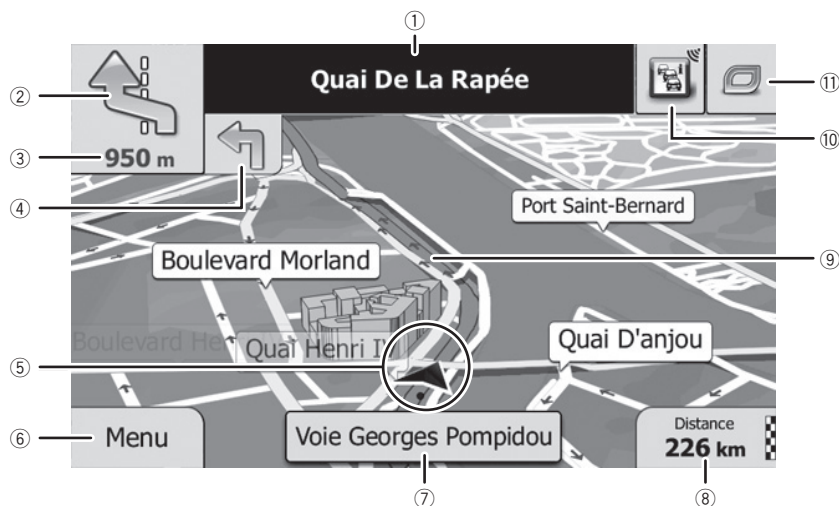 ①
Quai De La Rapée
②
⑪
⑩
③
950 m
④
Port Saint-Bernard
⑨
Boulevard Morland
Boulevard He
Quai Henri IV
Quai D'anjou
⑤
⑥
Menu
Voie Georges Pompidou
Distance
226 km
⑦
⑧